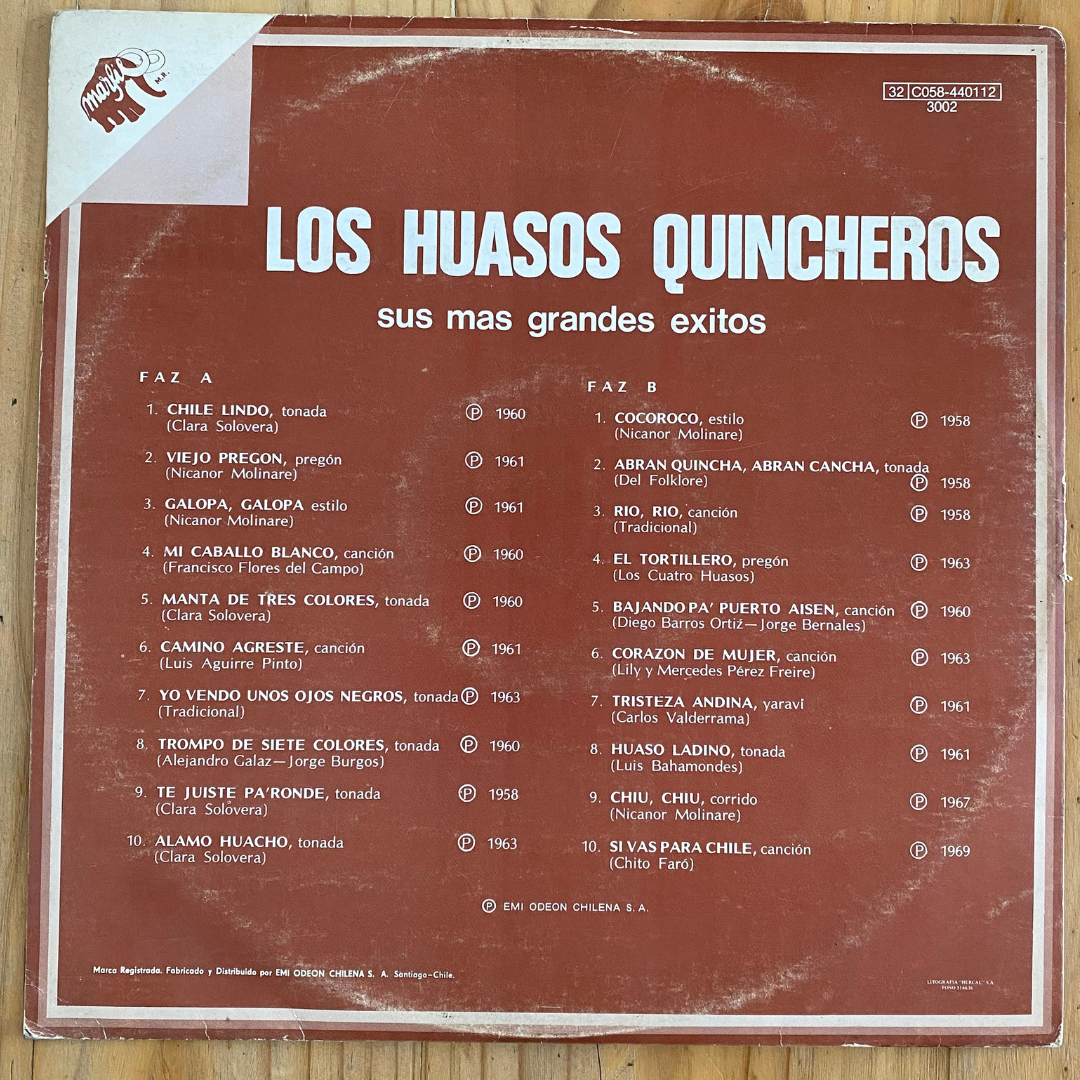 marfil
M.R.
32 C058-440112
3002
LOS HUASOS QUINCHEROS
sus mas grandes exitos
FAZ A
1. CHILE LINDO, tonada Ⓟ 1960
(Clara Solovera)
2. VIEJO PREGON, pregón Ⓟ 1961
(Nicanor Molinare)
3. GALOPA, GALOPA estilo Ⓟ 1961
(Nicanor Molinare)
4. MI CABALLO BLANCO, canción Ⓟ 1960
(Francisco Flores del Campo)
5. MANTA DE TRES COLORES, tonada Ⓟ 1960
(Clara Solovera)
6. CAMINO AGRESTE, canción Ⓟ 1961
(Luis Aguirre Pinto)
7. YO VENDO UNOS OJOS NEGROS, tonada Ⓟ 1963
(Tradicional)
8. TROMPO DE SIETE COLORES, tonada Ⓟ 1960
(Alejandro Galaz—Jorge Burgos)
9. TE JUISTE PA'RONDE, tonada Ⓟ 1958
(Clara Solovera)
10. ALAMO HUACHO, tonada Ⓟ 1963
(Clara Solovera)
FAZ B
1. COCOROCO, estilo Ⓟ 1958
(Nicanor Molinare)
2. ABRAN QUINCHA, ABRAN CANCHA, tonada
(Del Folklore) Ⓟ 1958
3. RIO, RIO, canción Ⓟ 1958
(Tradicional)
4. EL TORTILLERO, pregón Ⓟ 1963
(Los Cuatro Huasos)
5. BAJANDO PA' PUERTO AISEN, canción Ⓟ 1960
(Diego Barros Ortiź—Jorge Bernales)
6. CORAZON DE MUJER, canción Ⓟ 1963
(Lily y Mercedes Pérez Freire)
7. TRISTEZA ANDINA, yaraví Ⓟ 1961
(Carlos Valderrama)
8. HUASO LADINO, tonada Ⓟ 1961
(Luis Bahamondes)
9. CHIU, CHIU, corrido Ⓟ 1967
(Nicanor Molinare)
10. SI VAS PARA CHILE, canción Ⓟ 1969
(Chito Faró)
Ⓟ EMI ODEON CHILENA S. A.
Marca Registrada. Fabricado y Distribuido por EMI ODEON CHILENA S. A. Santiago-Chile.
LITOGRAFIA "HERCAL" S A
FONO